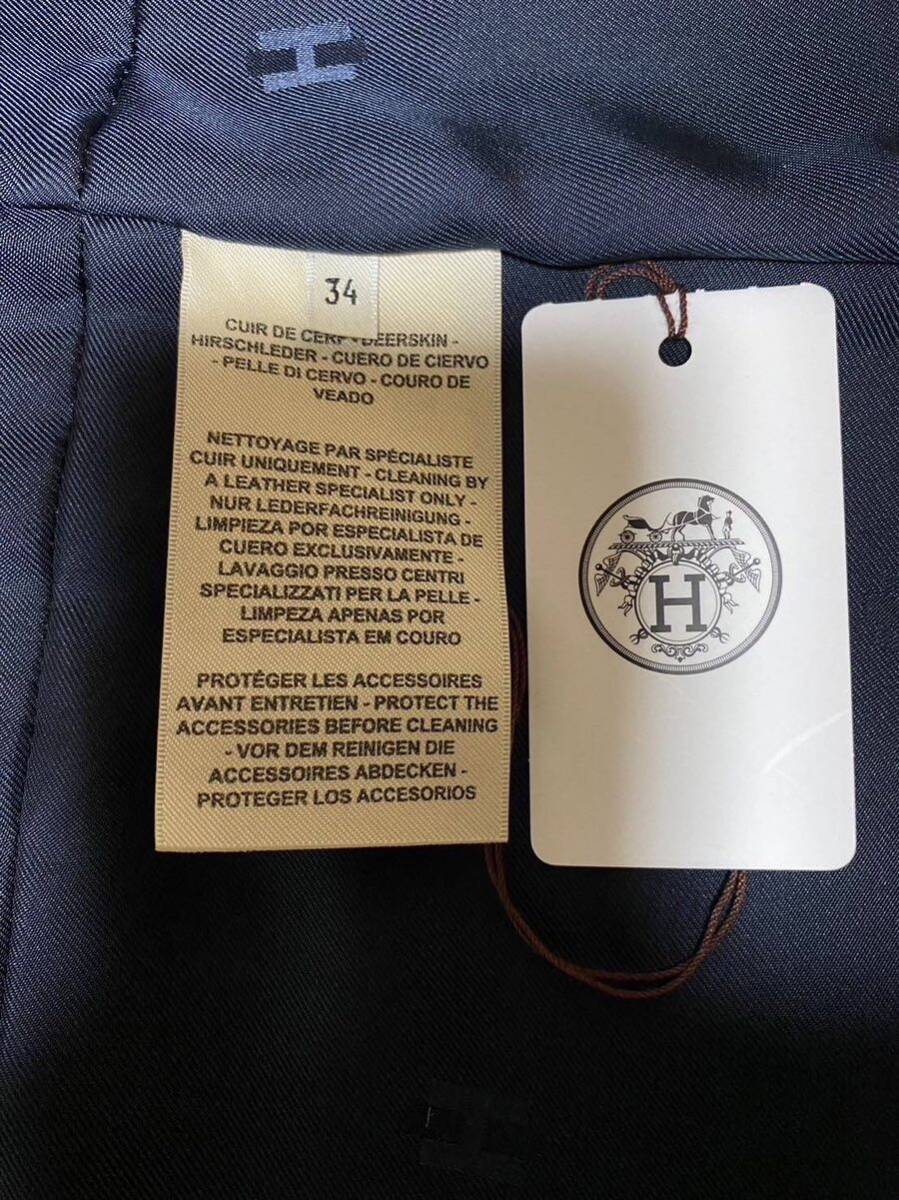 H
34
CUIR DE CERF - DEERSKIN -
HIRSCHLEDER - CUERO DE CIERVO
- PELLE DI CERVO - COURO DE
VEADO
NETTOYAGE PAR SPÉCIALISTE
CUIR UNIQUEMENT - CLEANING BY
A LEATHER SPECIALIST ONLY -
NUR LEDERFACHREINIGUNG -
LIMPIEZA POR ESPECIALISTA DE
CUERO EXCLUSIVAMENTE -
LAVAGGIO PRESSO CENTRI
SPECIALIZZATI PER LA PELLE -
LIMPEZA APENAS POR
ESPECIALISTA EM COURO
PROTÉGER LES ACCESSOIRES
AVANT ENTRETIEN - PROTECT THE
ACCESSORIES BEFORE CLEANING
- VOR DEM REINIGEN DIE
ACCESSOIRES ABDECKEN -
PROTEGER LOS ACCESORIOS
H
H